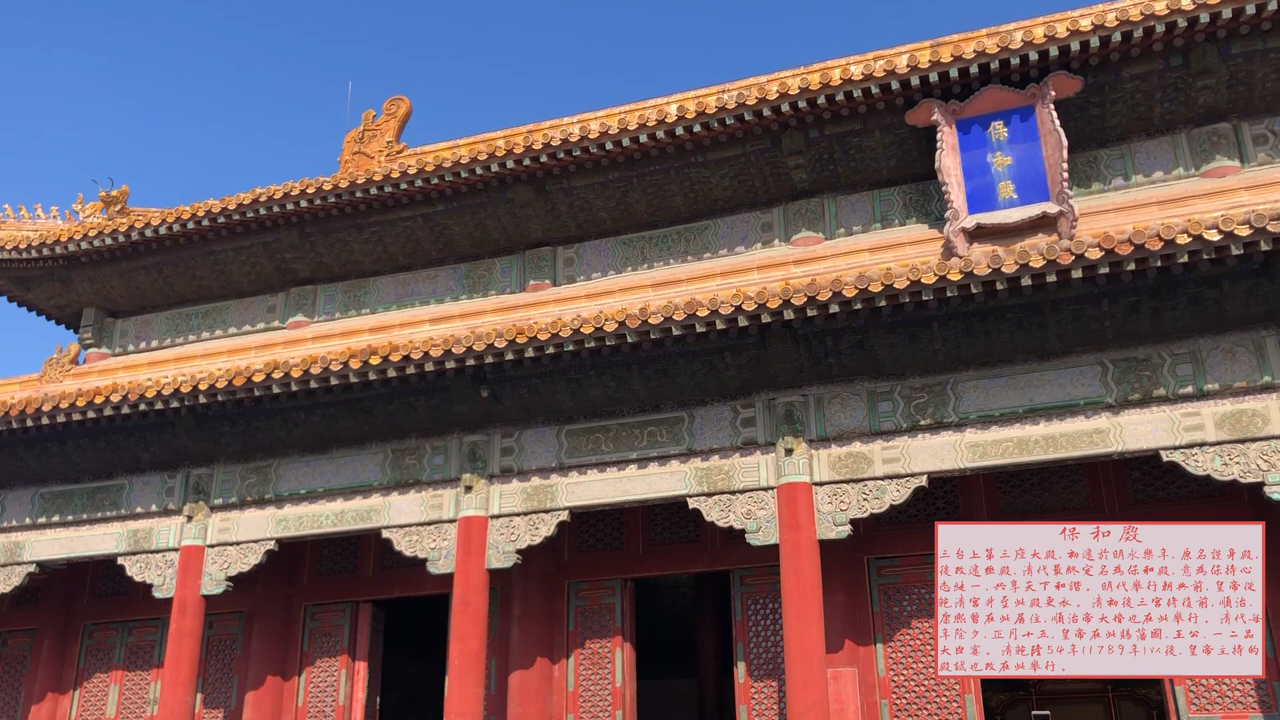 保和殿
保和殿
三台上第三座大殿,初建於明永樂年,原名謹身殿,
後改建極殿,清代最終定名為保和殿,意為保持心
志純一,共享天下和諧。明代舉行朝典前,皇帝從
乾清宮升至此殿更衣。清初後三宮修復前,順治、
康熙曾在此居住,順治帝大婚也在此舉行。清代每
年除夕、正月十五,皇帝在此賜藩國、王公、一二品
大臣宴。清乾隆54年(1789年)以後,皇帝主持的
殿試也改在此舉行。